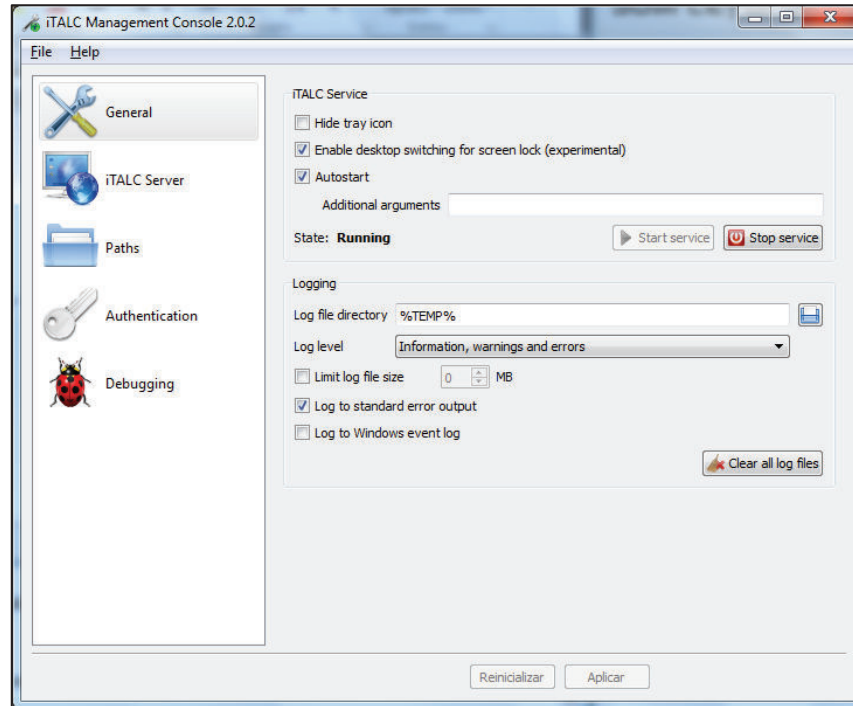 iTALC Management Console 2.0.2
File Help
General
iTALC Server
Paths
Authentication
Debugging
iTALC Service
Hide tray icon
Enable desktop switching for screen lock (experimental)
Autostart
Additional arguments
State: Running
Start service
Stop service
Logging
Log file directory %TEMP%
Log level Information, warnings and errors
Limit log file size 0 MB
Log to standard error output
Log to Windows event log
Clear all log files
Reinicializar Aplicar